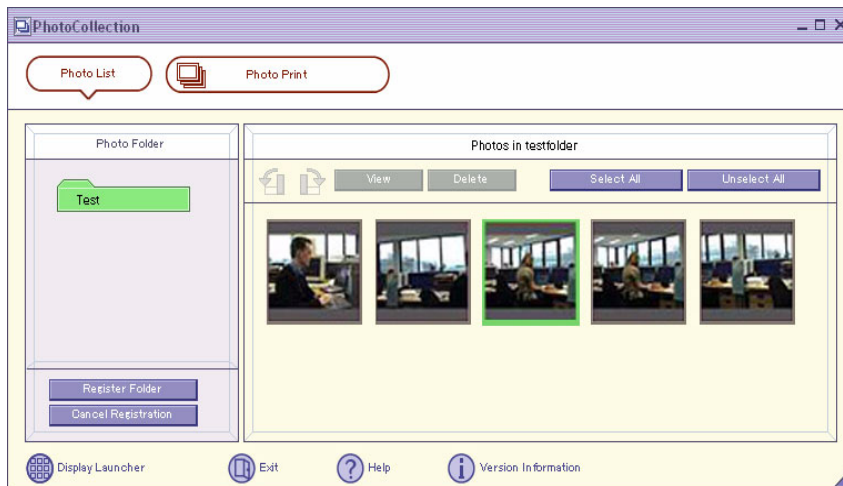 PhotoCollection
Photo List
Photo Print
Photo Folder
Photos in testfolder
View
Delete
Select All
Unselect All
Test
Register Folder
Cancel Registration
Display Launcher
Exit
Help
Version Information